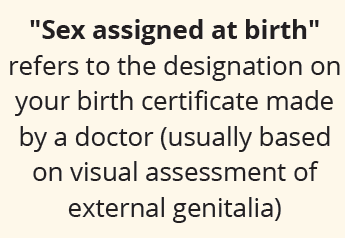 "Sex assigned at birth"
refers to the designation on
your birth certificate made
by a doctor (usually based
on visual assessment of
external genitalia)